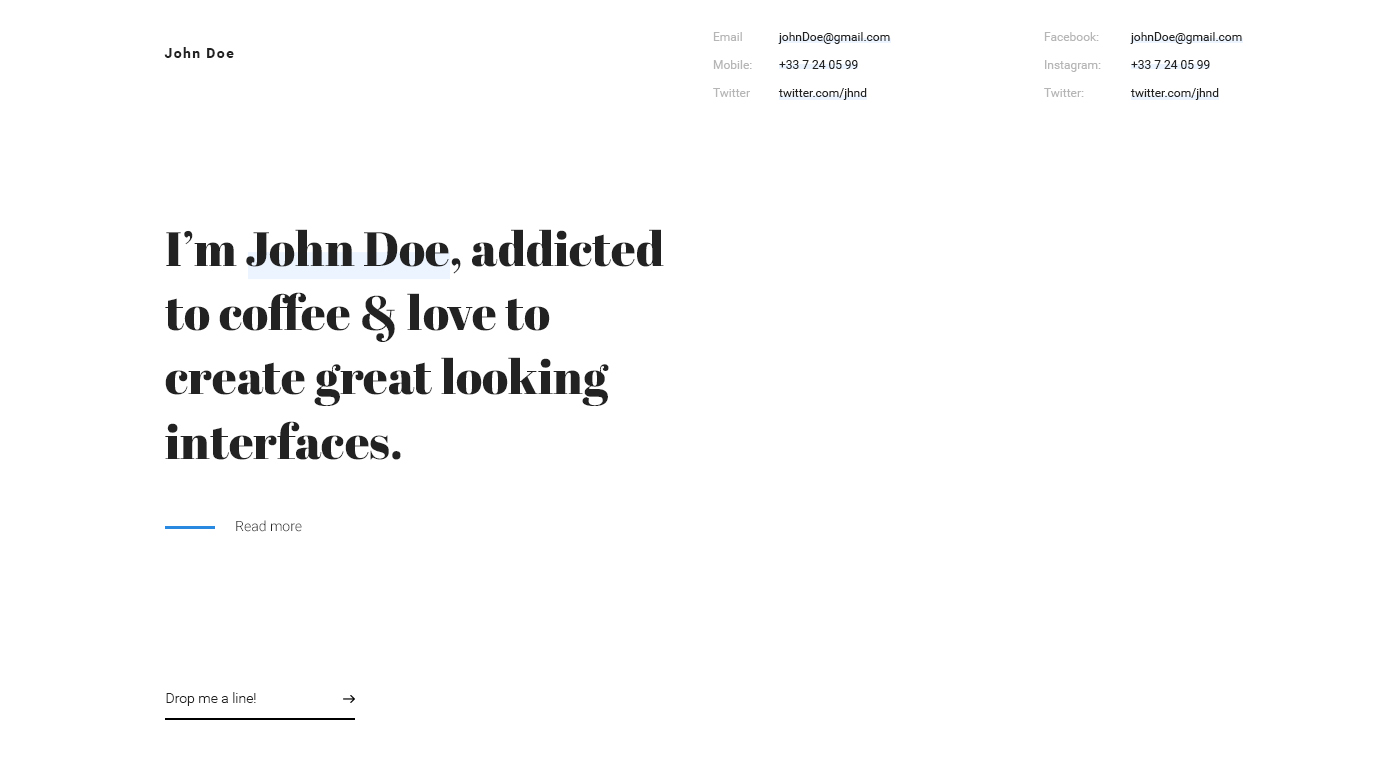 John Doe
Email johnDoe@gmail.com
Mobile: +33 7 24 05 99
Twitter twitter.com/jhnd
Facebook: johnDoe@gmail.com
Instagram: +33 7 24 05 99
Twitter: twitter.com/jhnd
I’m John Doe, addicted
to coffee & love to
create great looking
interfaces.
Read more
Drop me a line! →